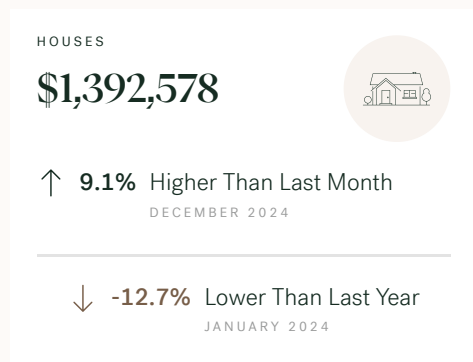 HOUSES
$1,392,578
9.1% Higher Than Last Month
DECEMBER 2024
-12.7% Lower Than Last Year
JANUARY 2024